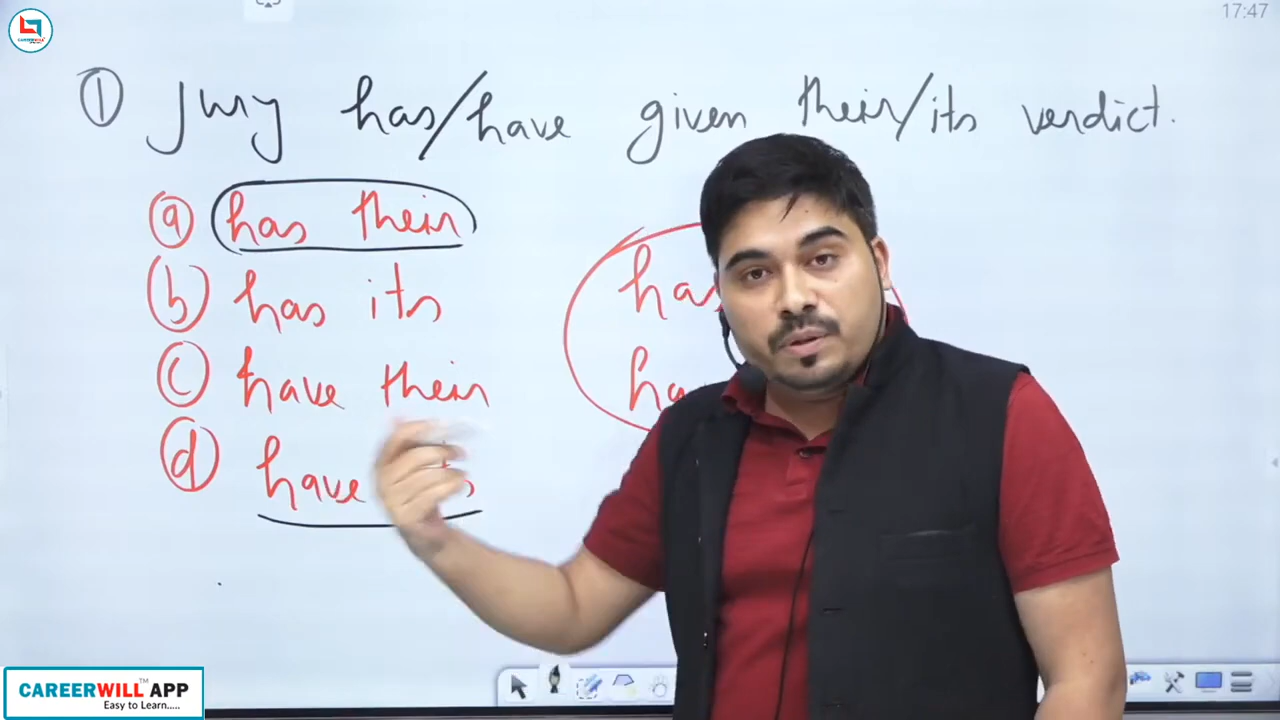 17:47
CAREERWILL
① Jury has/have given their/its verdict.
ⓐ has their
ⓑ has its
ⓒ have their
ⓓ have
CAREERWILL™ APP
Easy to Learn.....